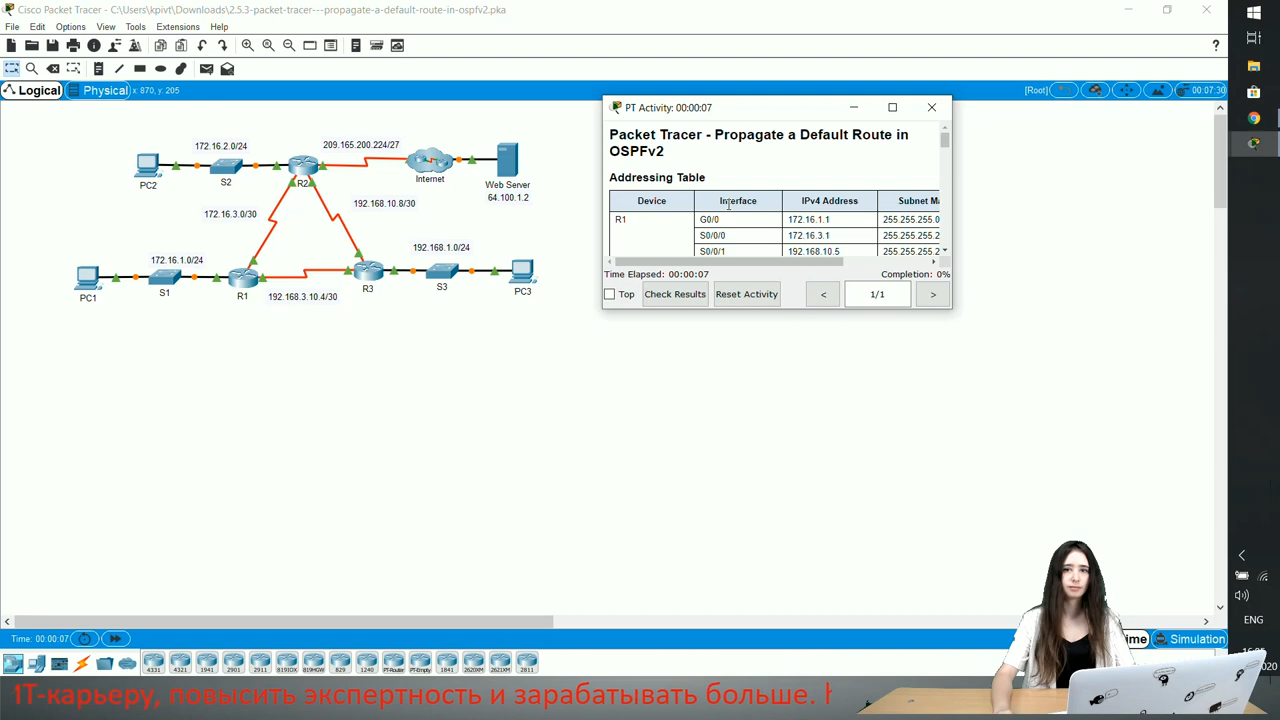 Cisco Packet Tracer - C:\Users\kpivt\Downloads\2.5.3-packet-tracer---propagate-a-default-route-in-ospfv2.pka
File Edit Options View Tools Extensions Help
?
Logical Physical x: 870, y: 205 [Root] 00:07:30
PT Activity: 00:00:07
Packet Tracer - Propagate a Default Route in
OSPFv2
Addressing Table
Device Interface IPv4 Address Subnet Ma
R1 G0/0 172.16.1.1 255.255.255.0
S0/0/0 172.16.3.1 255.255.255.2
S0/0/1 192.168.10.5 255.255.255.2
Time Elapsed: 00:00:07 Completion: 0%
Top Check Results Reset Activity < 1/1 >
172.16.2.0/24
209.165.200.224/27
PC2
S2
R2
Internet
Web Server
64.100.1.2
172.16.3.0/30
192.168.10.8/30
172.16.1.0/24
192.168.1.0/24
PC1
S1
R1
192.168.3.10.4/30
R3
S3
PC3
Time: 00:00:07
ime Simulation
4331 4321 1941 2901 2911 819IOX 819HGW 829 1240 PT-Router PT-Empty 1841 2620XM 2621XM 2811
ENG
IT-карьеру, повысить экспертность и зарабатывать больше.